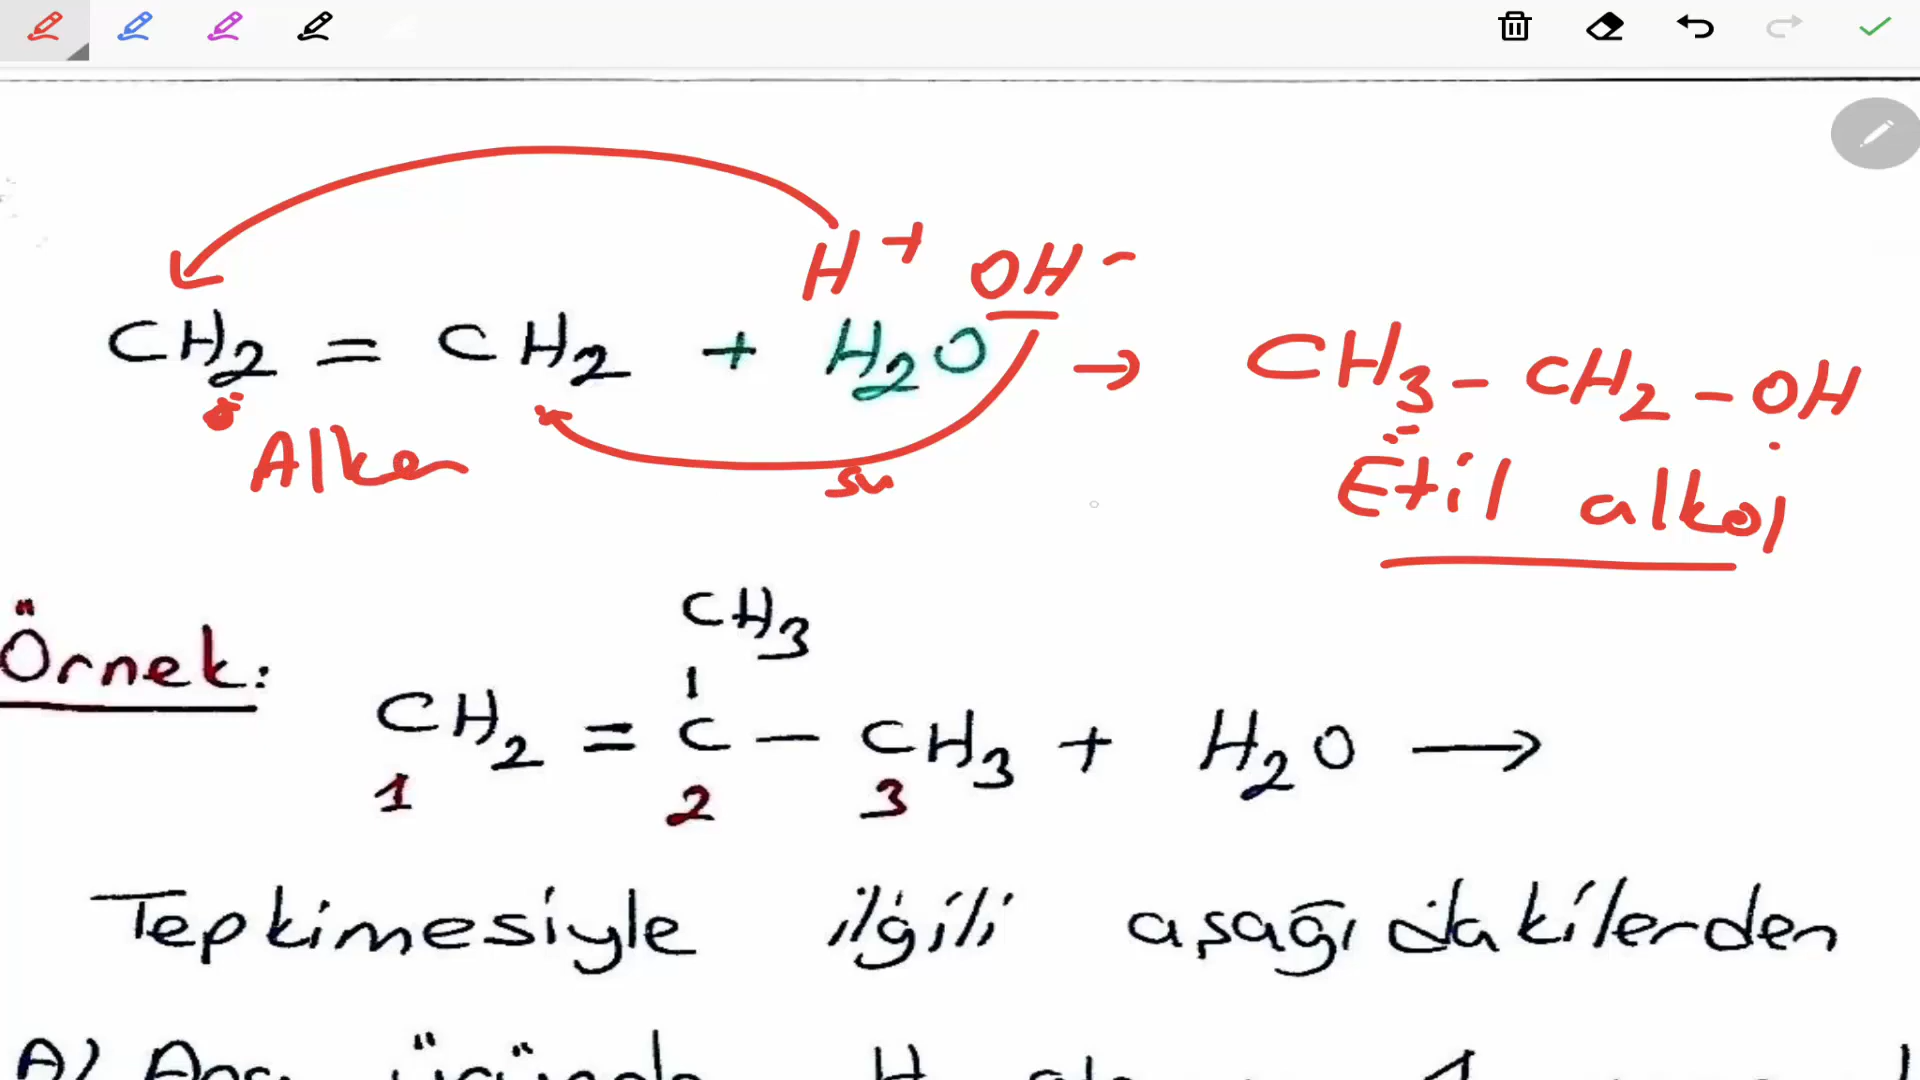 H⁺ OH⁻
CH₂ = CH₂ + H₂O → CH₃ - CH₂ - OH
Alken su Etil alkol
CH₃
Örnek: CH₂ = C - CH₃ + H₂O →
1 2 3
Tepkimesiyle ilgili aşağıdakilerden
A)